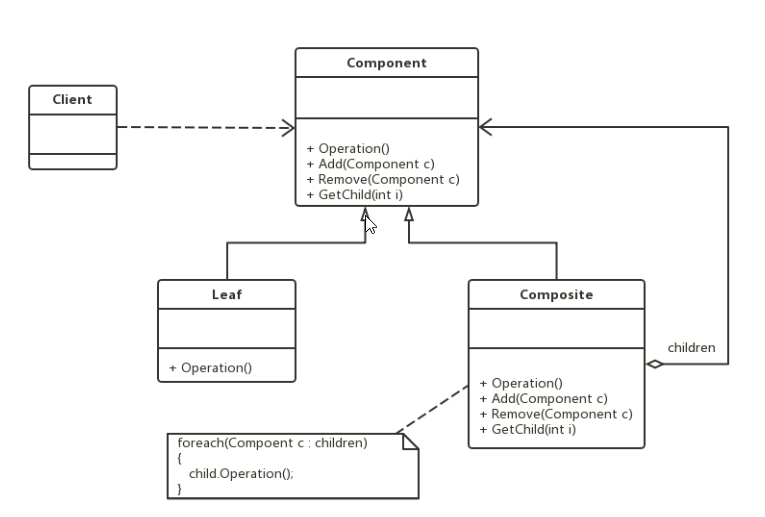 Component
Client
+ Operation()
+ Add(Component c)
+ Remove(Component c)
+ GetChild(int i)
Leaf
+ Operation()
Composite
+ Operation()
+ Add(Component c)
+ Remove(Component c)
+ GetChild(int i)
children
foreach(Compoent c : children)
{
child.Operation();
}